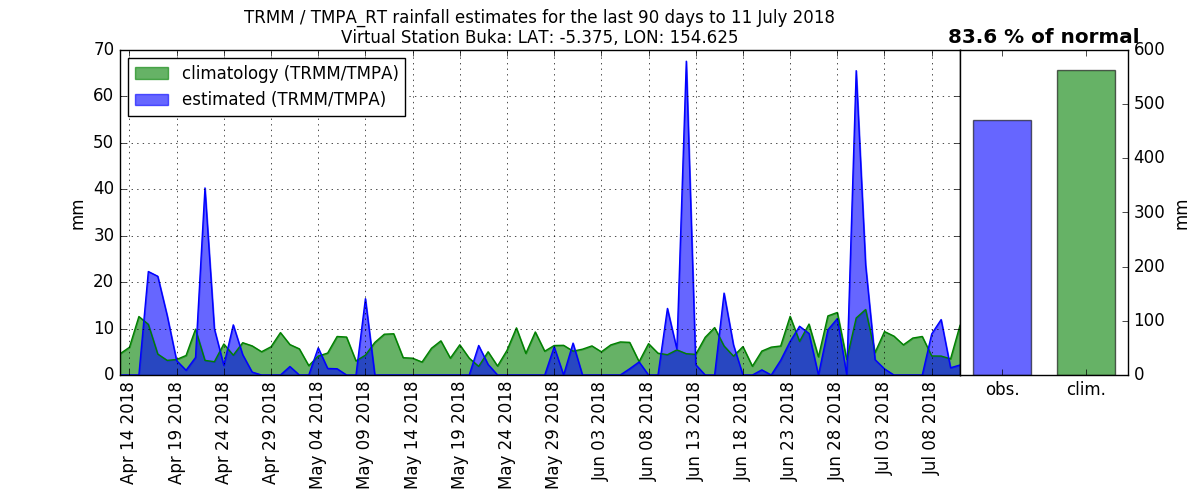 TRMM / TMPA_RT rainfall estimates for the last 90 days to 11 July 2018
Virtual Station Buka: LAT: -5.375, LON: 154.625
83.6 % of normal
climatology (TRMM/TMPA)
estimated (TRMM/TMPA)
mm
70
60
50
40
30
20
10
0
Apr 14 2018
Apr 19 2018
Apr 24 2018
Apr 29 2018
May 04 2018
May 09 2018
May 14 2018
May 19 2018
May 24 2018
May 29 2018
Jun 03 2018
Jun 08 2018
Jun 13 2018
Jun 18 2018
Jun 23 2018
Jun 28 2018
Jul 03 2018
Jul 08 2018
obs.
clim.
600
500
400
300
200
100
0
mm